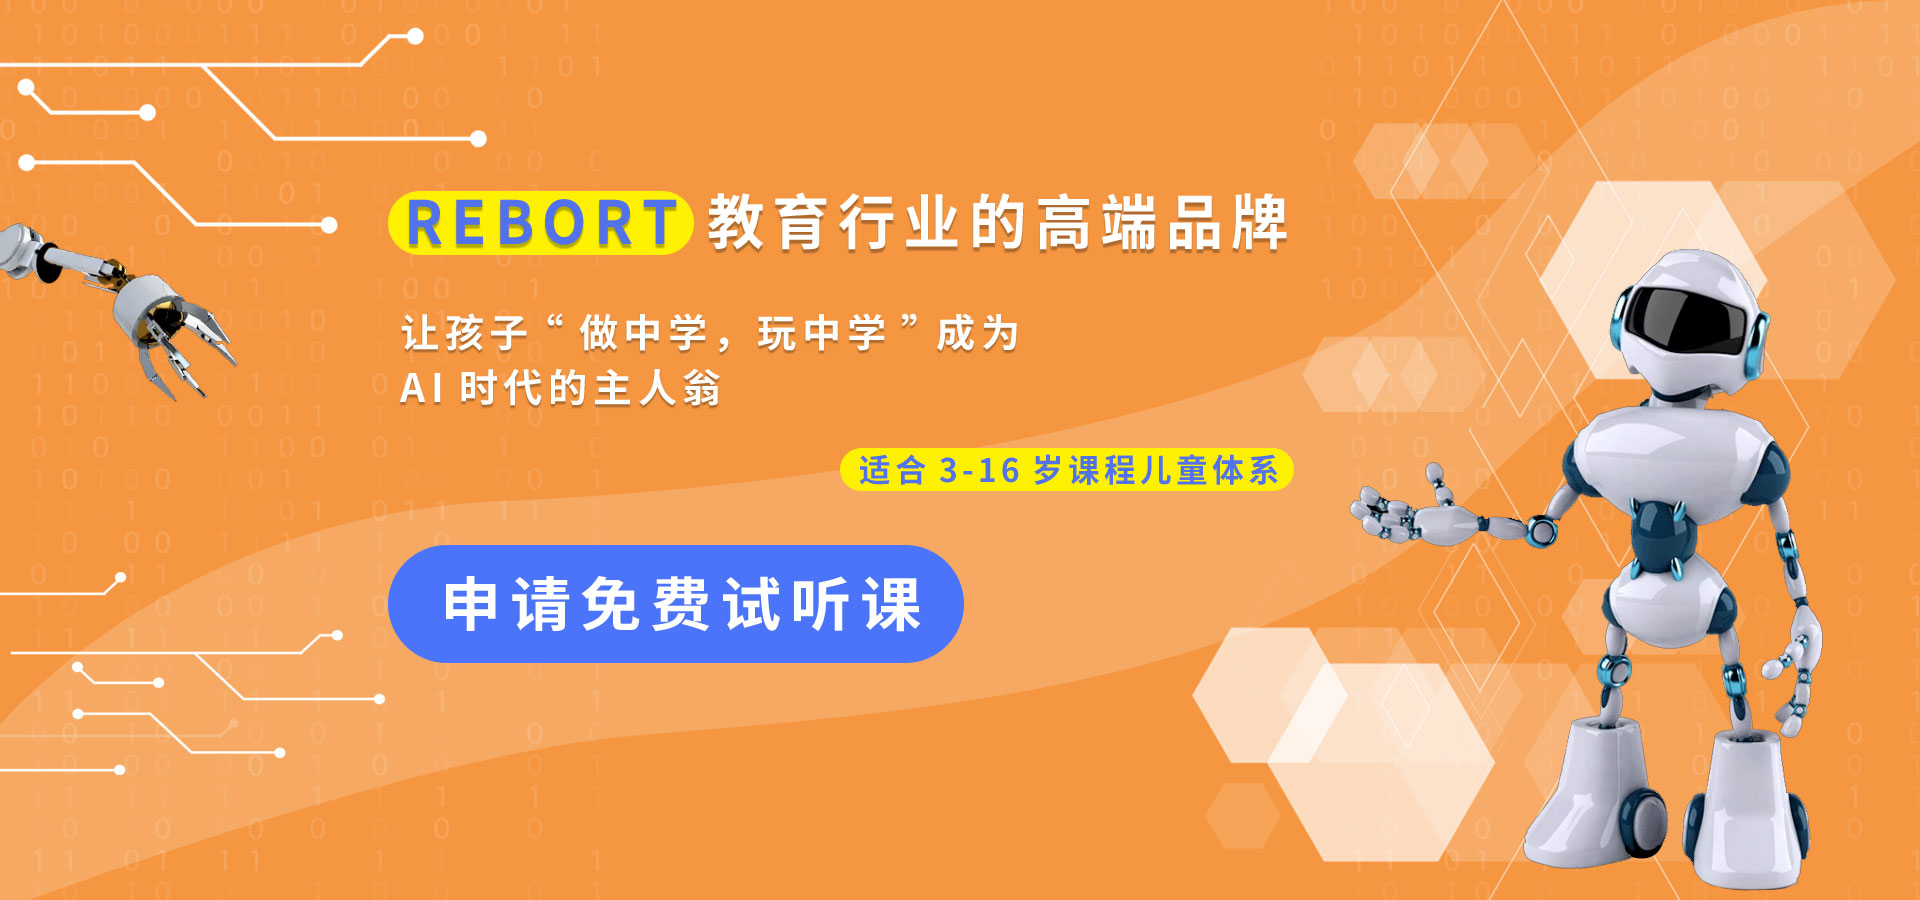 REBORT 教育行业的高端品牌
让孩子“做中学，玩中学”成为
AI 时代的主人翁
适合 3-16 岁课程儿童体系
申请免费试听课